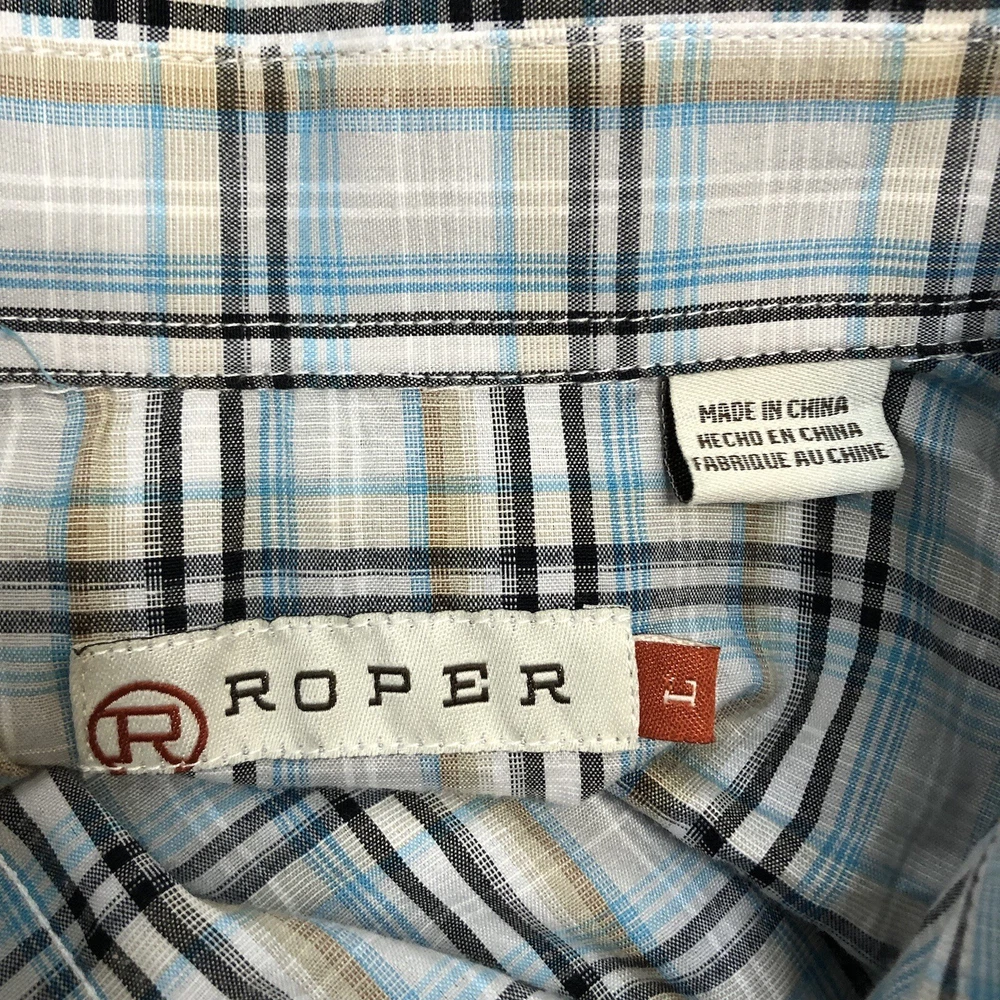 MADE IN CHINA
HECHO EN CHINA
FABRIQUE AU CHINE
R ROPER
L